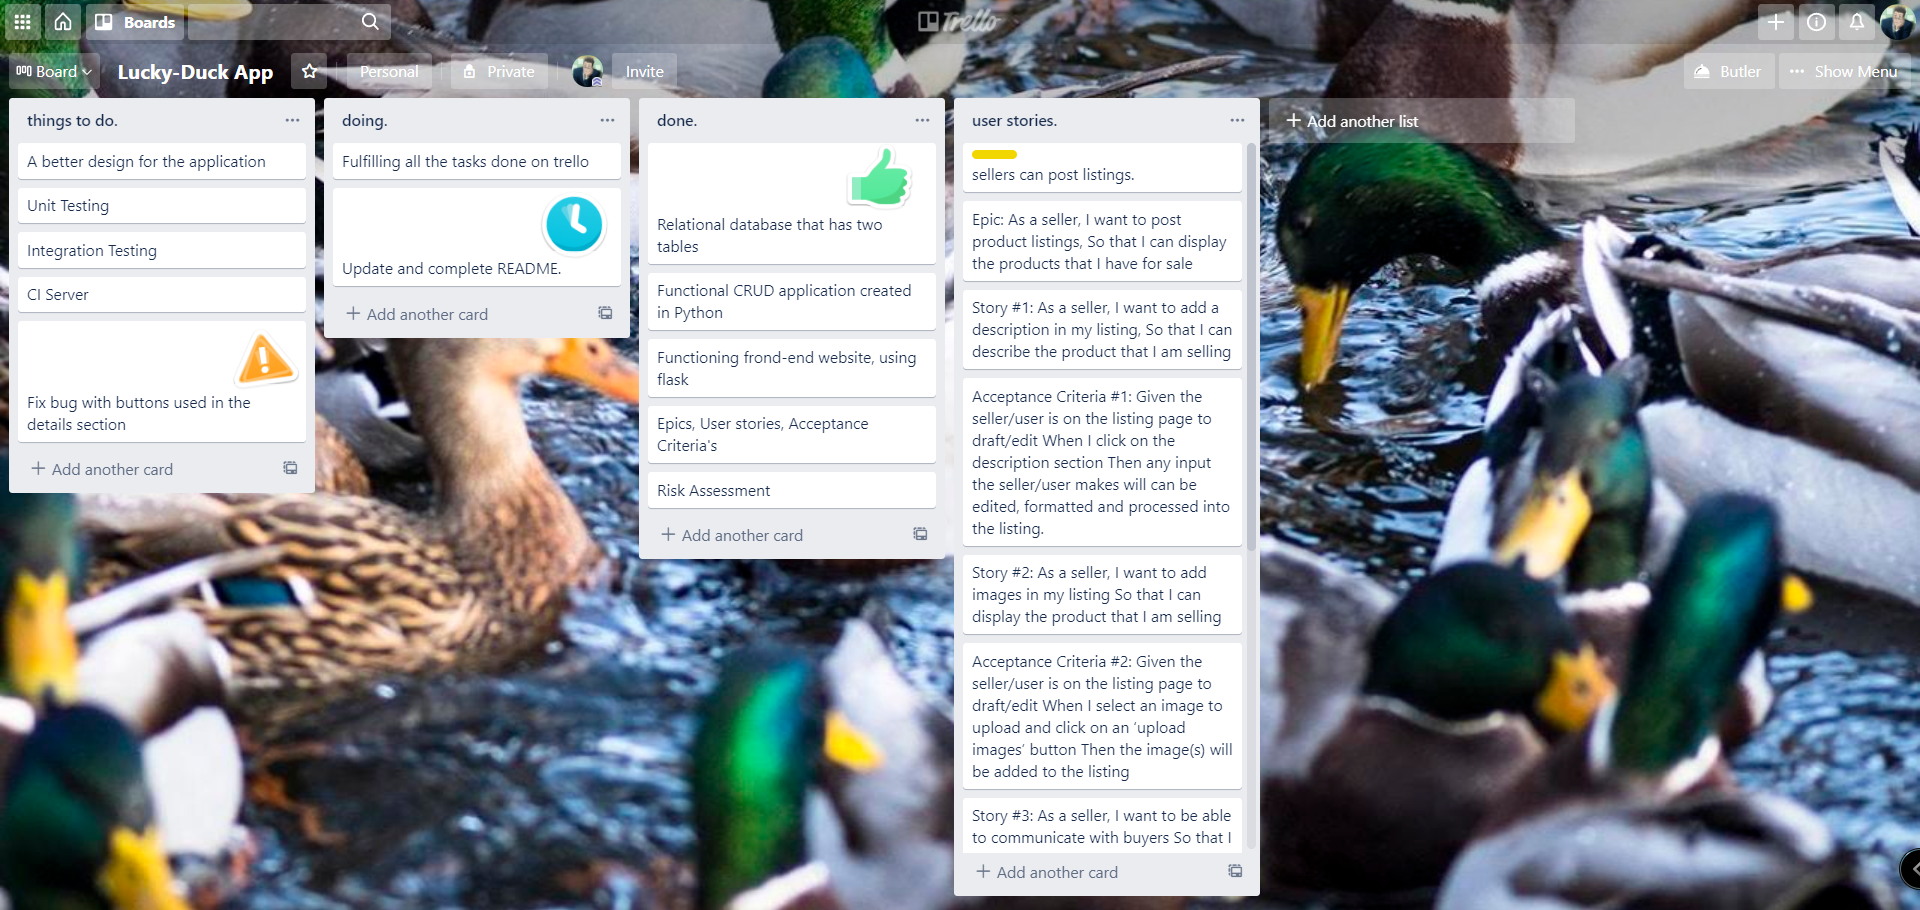 Boards
Trello
Board
Lucky-Duck App
Personal
Private
Invite
Butler
Show Menu
things to do.
A better design for the application
Unit Testing
Integration Testing
CI Server
Fix bug with buttons used in the
details section
Add another card
doing.
Fulfilling all the tasks done on trello
Update and complete README.
Add another card
done.
Relational database that has two
tables
Functional CRUD application created
in Python
Functioning frond-end website, using
flask
Epics, User stories, Acceptance
Criteria's
Risk Assessment
Add another card
user stories.
sellers can post listings.
Epic: As a seller, I want to post
product listings, So that I can display
the products that I have for sale
Story #1: As a seller, I want to add a
description in my listing, So that I can
describe the product that I am selling
Acceptance Criteria #1: Given the
seller/user is on the listing page to
draft/edit When I click on the
description section Then any input
the seller/user makes will can be
edited, formatted and processed into
the listing.
Story #2: As a seller, I want to add
images in my listing So that I can
display the product that I am selling
Acceptance Criteria #2: Given the
seller/user is on the listing page to
draft/edit When I select an image to
upload and click on an ‘upload
images’ button Then the image(s) will
be added to the listing
Story #3: As a seller, I want to be able
to communicate with buyers So that I
Add another card
Add another list